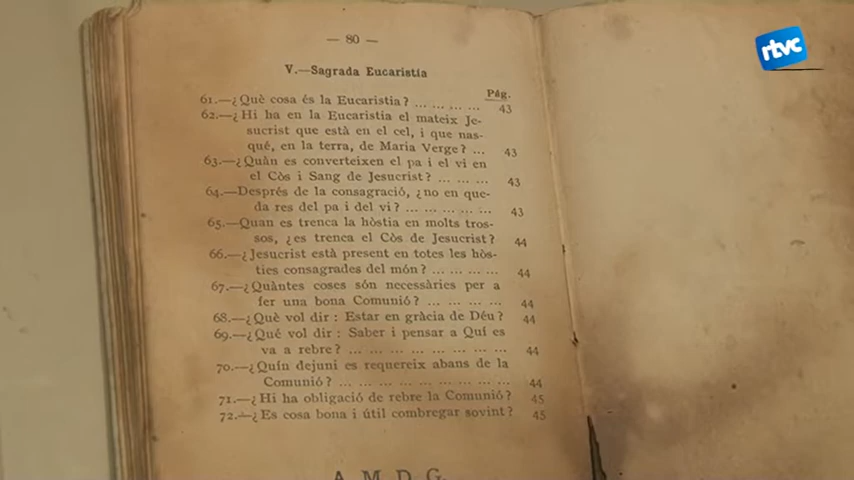 — 80 —
rtvc
V.—Sagrada Eucaristía
Pág.
61.—¿Què cosa és la Eucaristia? ... ... ... ... 43
62.—¿Hi ha en la Eucaristia el mateix Je-
sucrist que està en el cel, i que nas-
qué, en la terra, de Maria Verge? ... 43
63.—¿Quàn es converteixen el pa i el vi en
el Còs i Sang de Jesucrist? ... ... ... 43
64.—Després de la consagració, ¿no en que-
da res del pa i del vi? ... ... ... ... ... 43
65.—Quan es trenca la hòstia en molts tros-
sos, ¿es trenca el Còs de Jesucrist? 44
66.—¿Jesucrist està present en totes les hòs-
ties consagrades del món? ... ... ... ... 44
67.—¿Quàntes coses són necessàries per a
fer una bona Comunió? ... ... ... ... 44
68.—¿Què vol dir: Estar en gràcia de Déu? 44
69.—¿Qué vol dir: Saber i pensar a Quí es
va a rebre? ... ... ... ... ... ... ... ... 44
70.—¿Quín dejuni es requereix abans de la
Comunió? ... ... ... ... ... ... ... ... ... 44
71.—¿Hi ha obligació de rebre la Comunió? 45
72.—¿Es cosa bona i útil combregar sovint? 45
A. M. D. G.